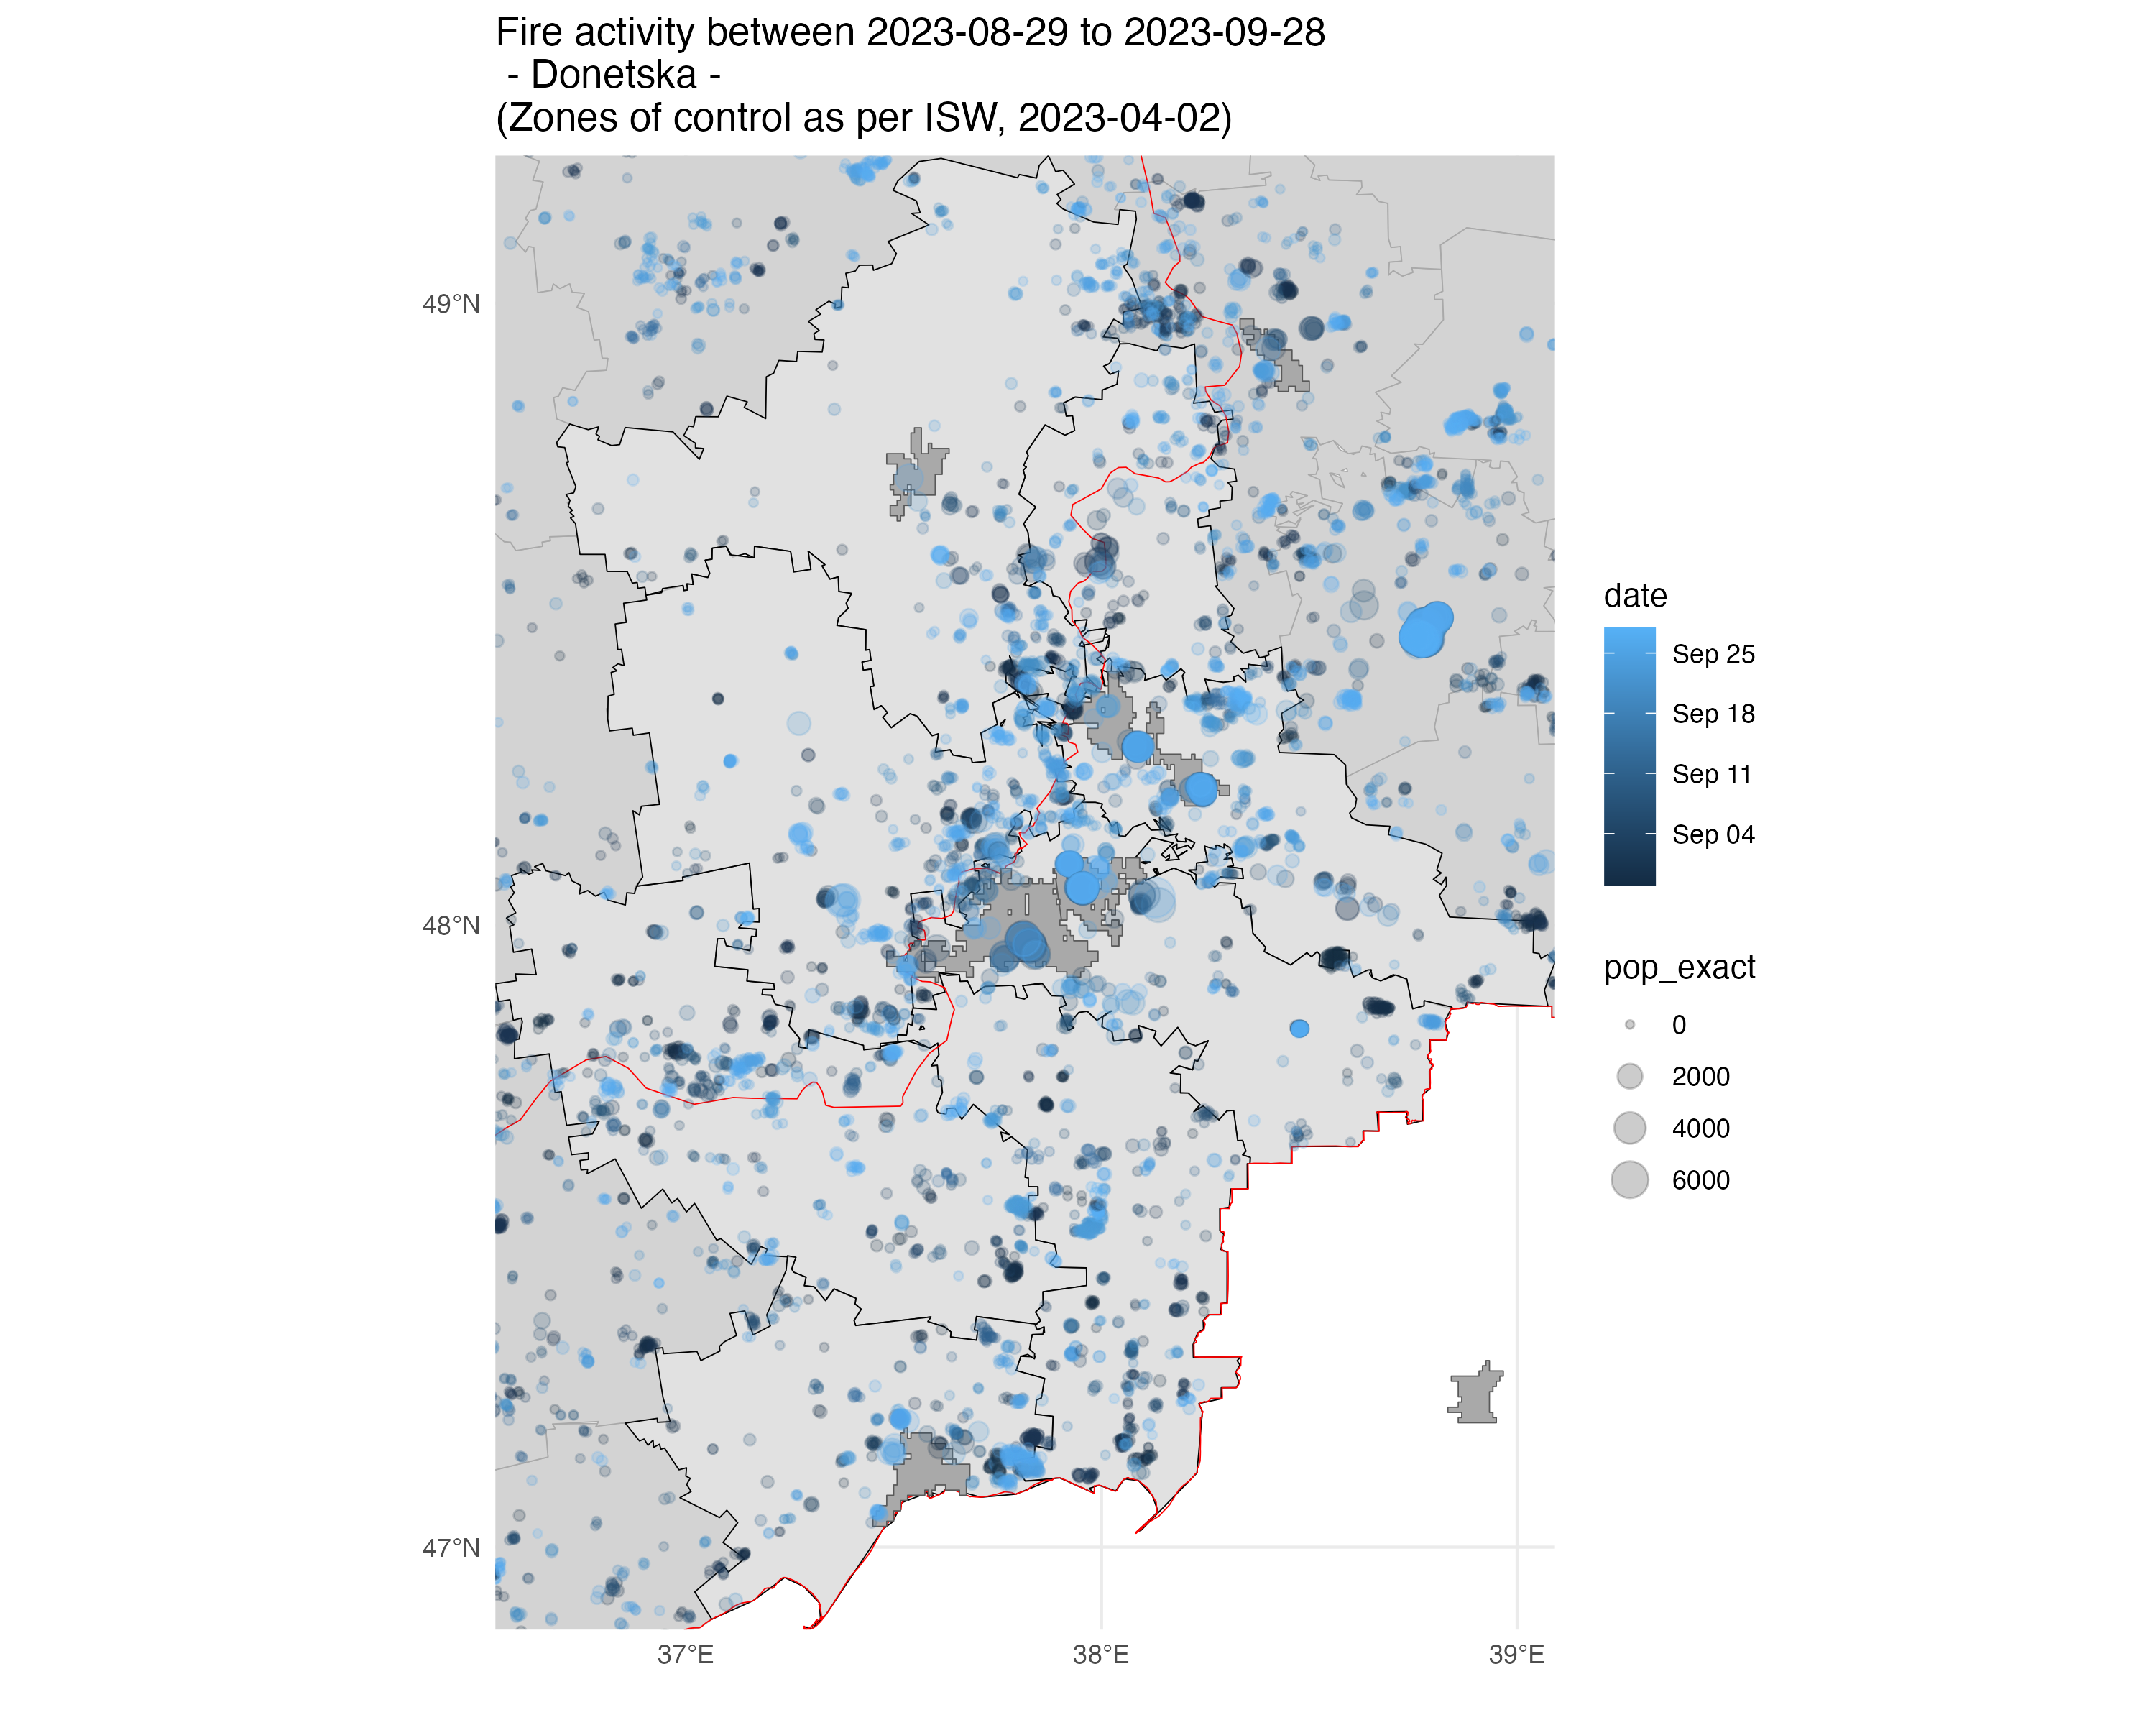 Fire activity between 2023-08-29 to 2023-09-28
- Donetska -
(Zones of control as per ISW, 2023-04-02)
49°N
48°N
47°N
37°E
38°E
39°E
date
Sep 25
Sep 18
Sep 11
Sep 04
pop_exact
0
2000
4000
6000